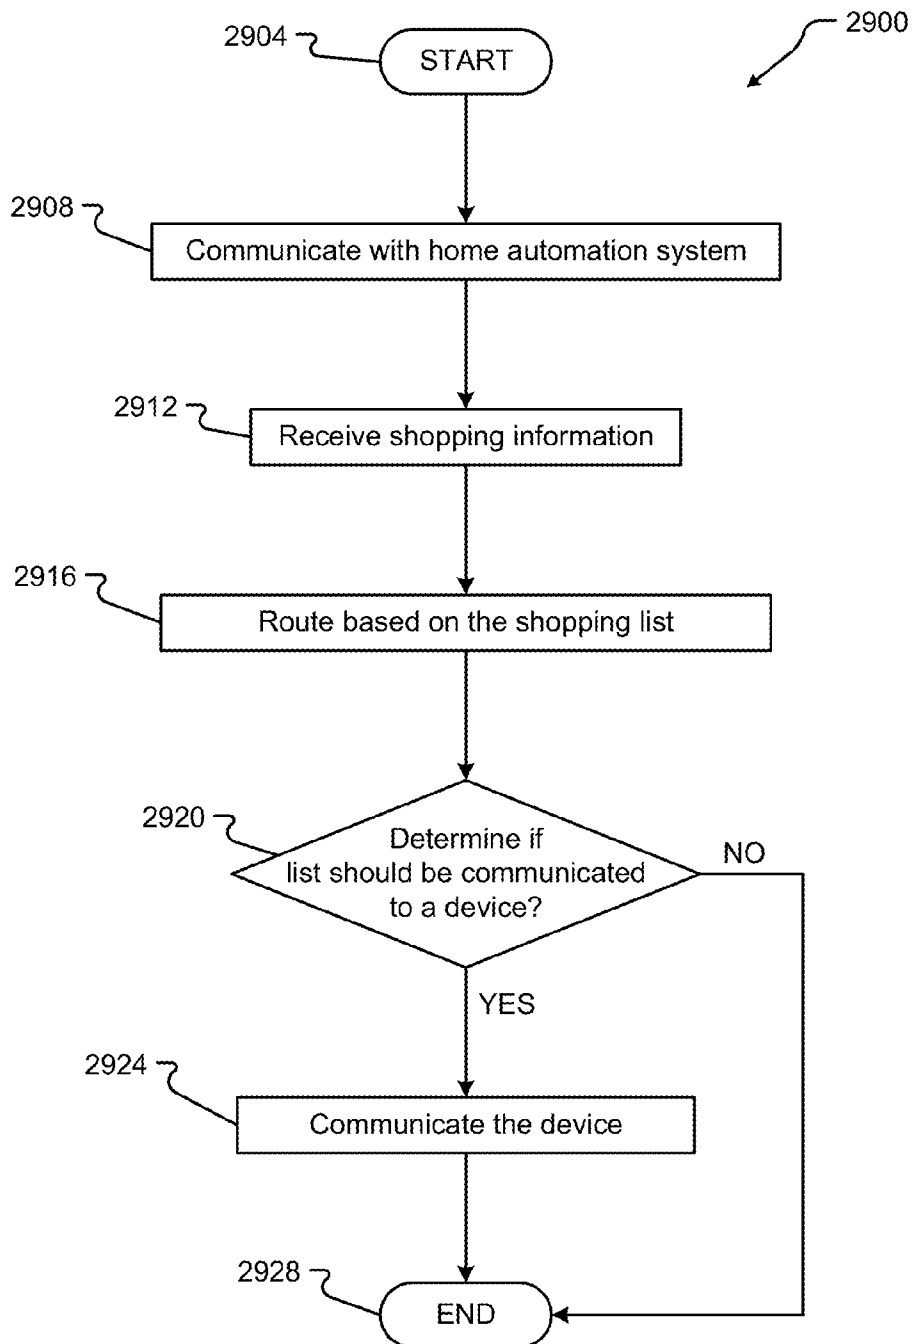 2900
2904
START
2908
Communicate with home automation system
2912
Receive shopping information
2916
Route based on the shopping list
2920
Determine if
list should be communicated
to a device?
NO
YES
2924
Communicate the device
2928
END